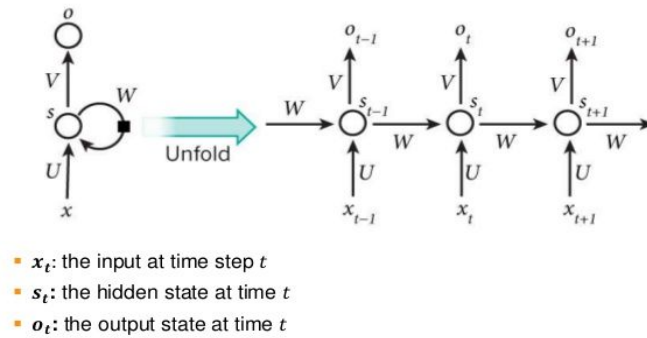 o
V
W
s
U
x
Unfold
o_{t-1} o_t o_{t+1}
V V V
W s_{t-1} s_t s_{t+1}
W W W
U U U
x_{t-1} x_t x_{t+1}
▪ x_t: the input at time step t
▪ s_t: the hidden state at time t
▪ o_t: the output state at time t